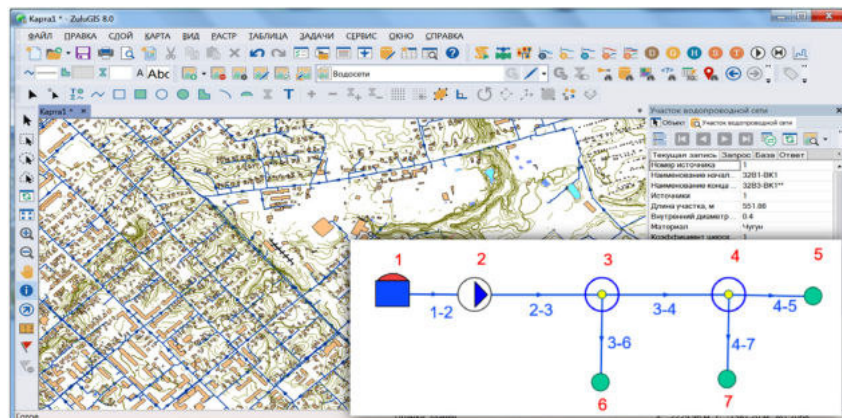 Карта1 * - ZuluGIS 8.0
ФАЙЛ ПРАВКА СЛОЙ КАРТА ВИД РАСТР ТАБЛИЦА ЗАДАЧИ СЕРВИС ОКНО СПРАВКА
Водосети
Abc
Карта1 *
Участок водопроводной сети
Объект Участок водопроводной сети
Текущая запись Запрос База Ответ
Номер источника 1
Наименование начал... 32В1-ВК1
Наименование конца ... 32В3-ВК1**
Источники 1
Длина участка, м 551.86
Внутренний диаметр... 0.4
Материал Чугун
1 2 3 4 5
1-2 2-3 3-4 4-5
3-6 4-7
6 7
Готово